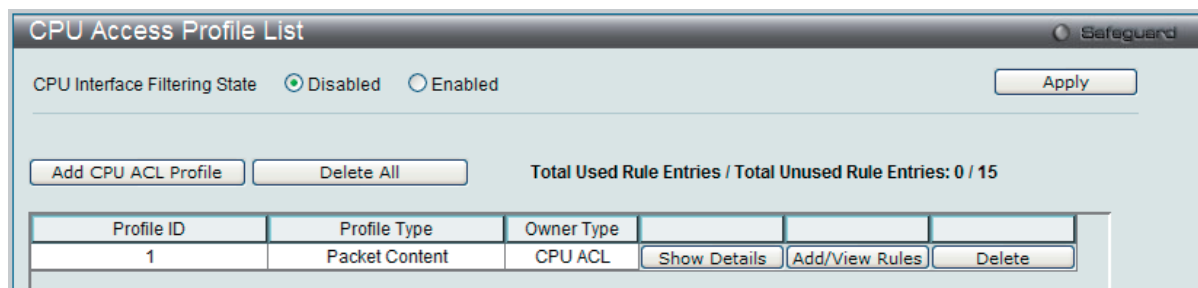 CPU Access Profile List
Safeguard
CPU Interface Filtering State Disabled Enabled Apply
Add CPU ACL Profile Delete All Total Used Rule Entries / Total Unused Rule Entries: 0 / 15
Profile ID Profile Type Owner Type
1 Packet Content CPU ACL Show Details Add/View Rules Delete